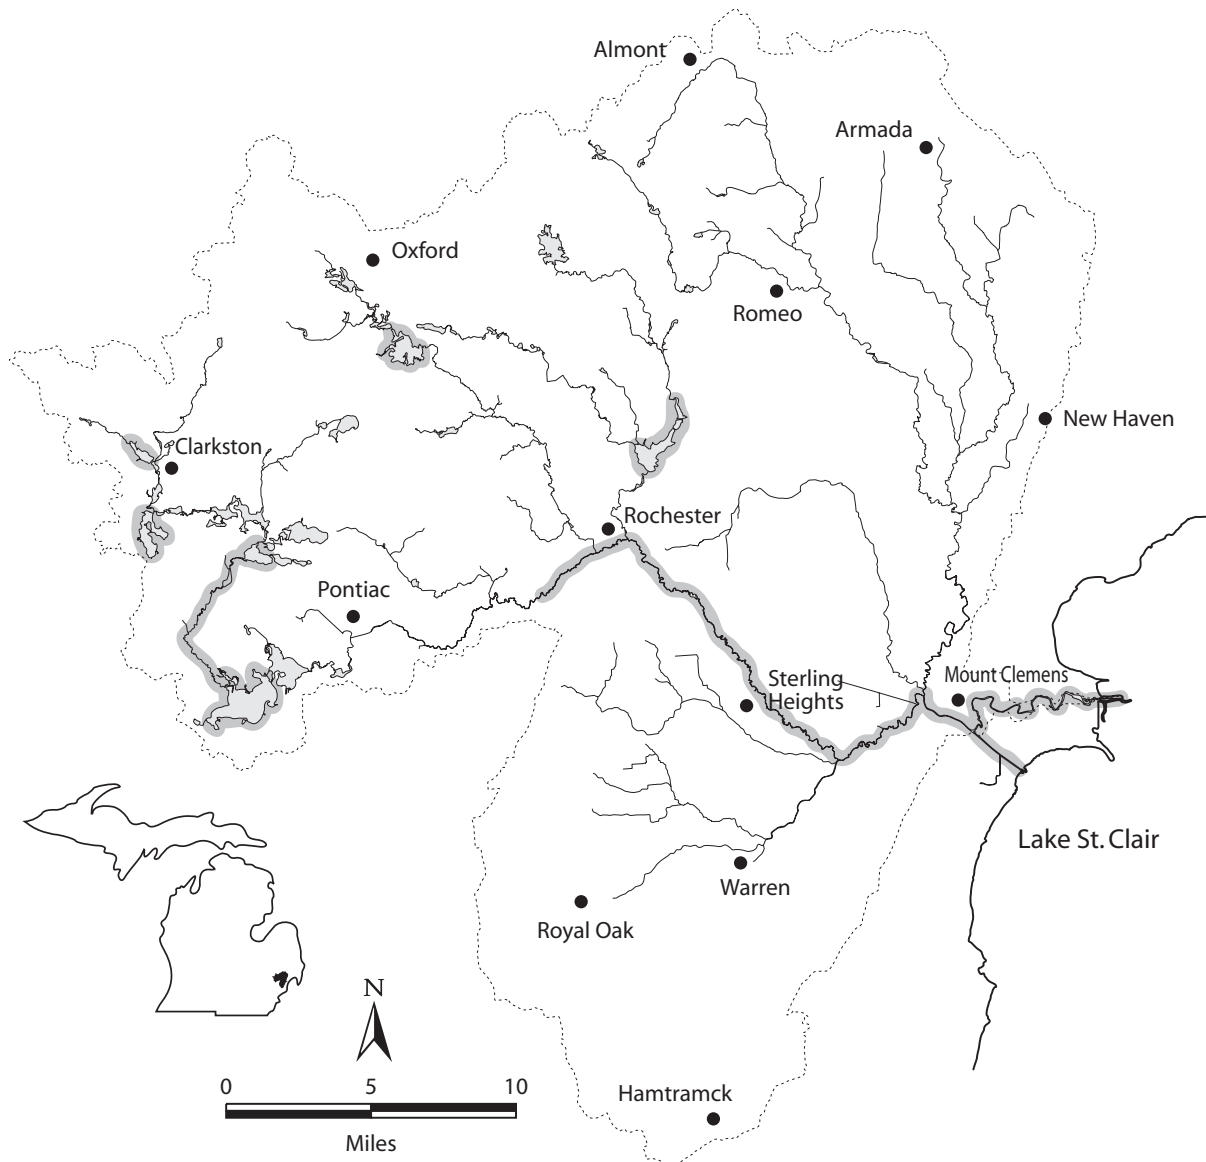 Almont
Armada
Oxford
Romeo
New Haven
Clarkston
Rochester
Pontiac
Mount Clemens
Sterling
Heights
Lake St. Clair
Warren
Royal Oak
N
0 5 10
Miles
Hamtramck